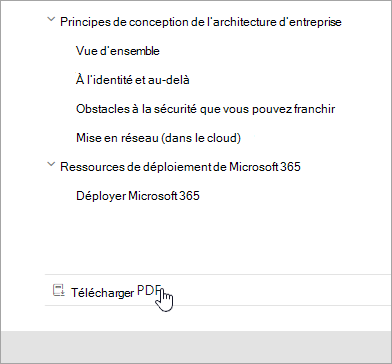 Principes de conception de l'architecture d'entreprise
Vue d'ensemble
À l'identité et au-delà
Obstacles à la sécurité que vous pouvez franchir
Mise en réseau (dans le cloud)
Ressources de déploiement de Microsoft 365
Déployer Microsoft 365
Télécharger PDF